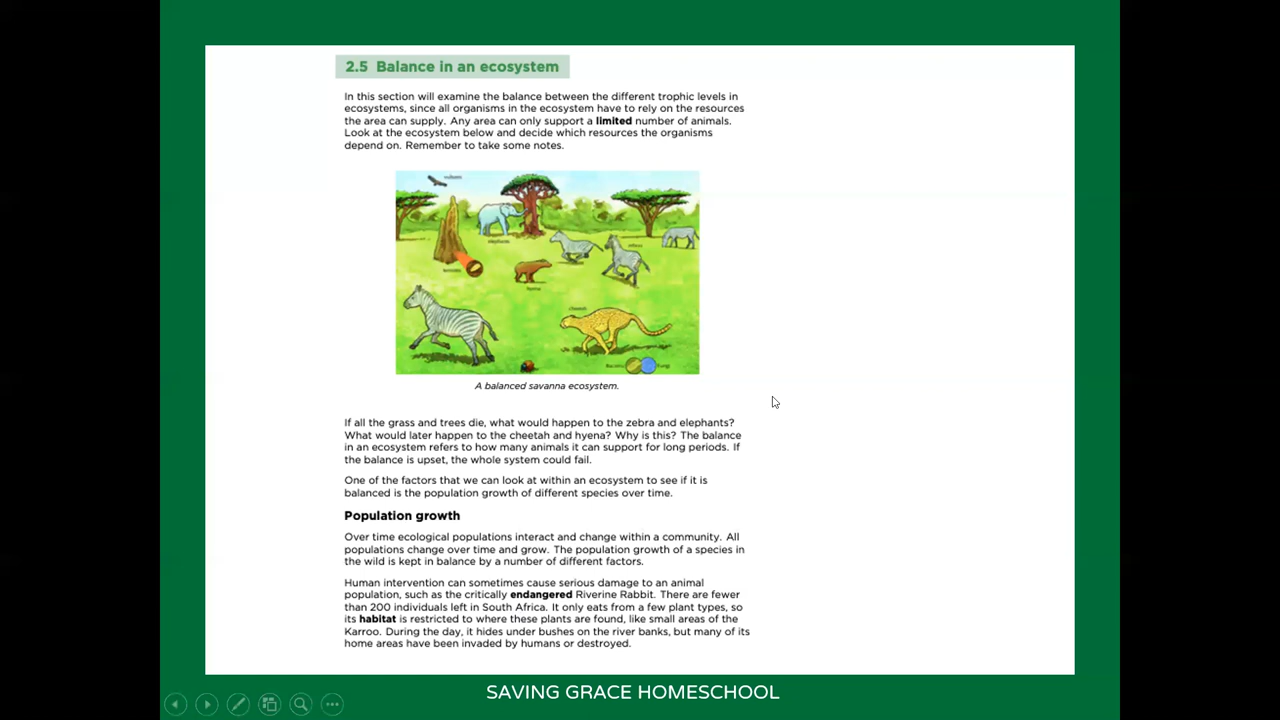 2.5 Balance in an ecosystem
In this section will examine the balance between the different trophic levels in
ecosystems, since all organisms in the ecosystem have to rely on the resources
the area can supply. Any area can only support a limited number of animals.
Look at the ecosystem below and decide which resources the organisms
depend on. Remember to take some notes.
elephants
hyena
cheetah
Bacteria
Fungi
A balanced savanna ecosystem.
If all the grass and trees die, what would happen to the zebra and elephants?
What would later happen to the cheetah and hyena? Why is this? The balance
in an ecosystem refers to how many animals it can support for long periods. If
the balance is upset, the whole system could fail.
One of the factors that we can look at within an ecosystem to see if it is
balanced is the population growth of different species over time.
Population growth
Over time ecological populations interact and change within a community. All
populations change over time and grow. The population growth of a species in
the wild is kept in balance by a number of different factors.
Human intervention can sometimes cause serious damage to an animal
population, such as the critically endangered Riverine Rabbit. There are fewer
than 200 individuals left in South Africa. It only eats from a few plant types, so
its habitat is restricted to where these plants are found, like small areas of the
Karroo. During the day, it hides under bushes on the river banks, but many of its
home areas have been invaded by humans or destroyed.
SAVING GRACE HOMESCHOOL